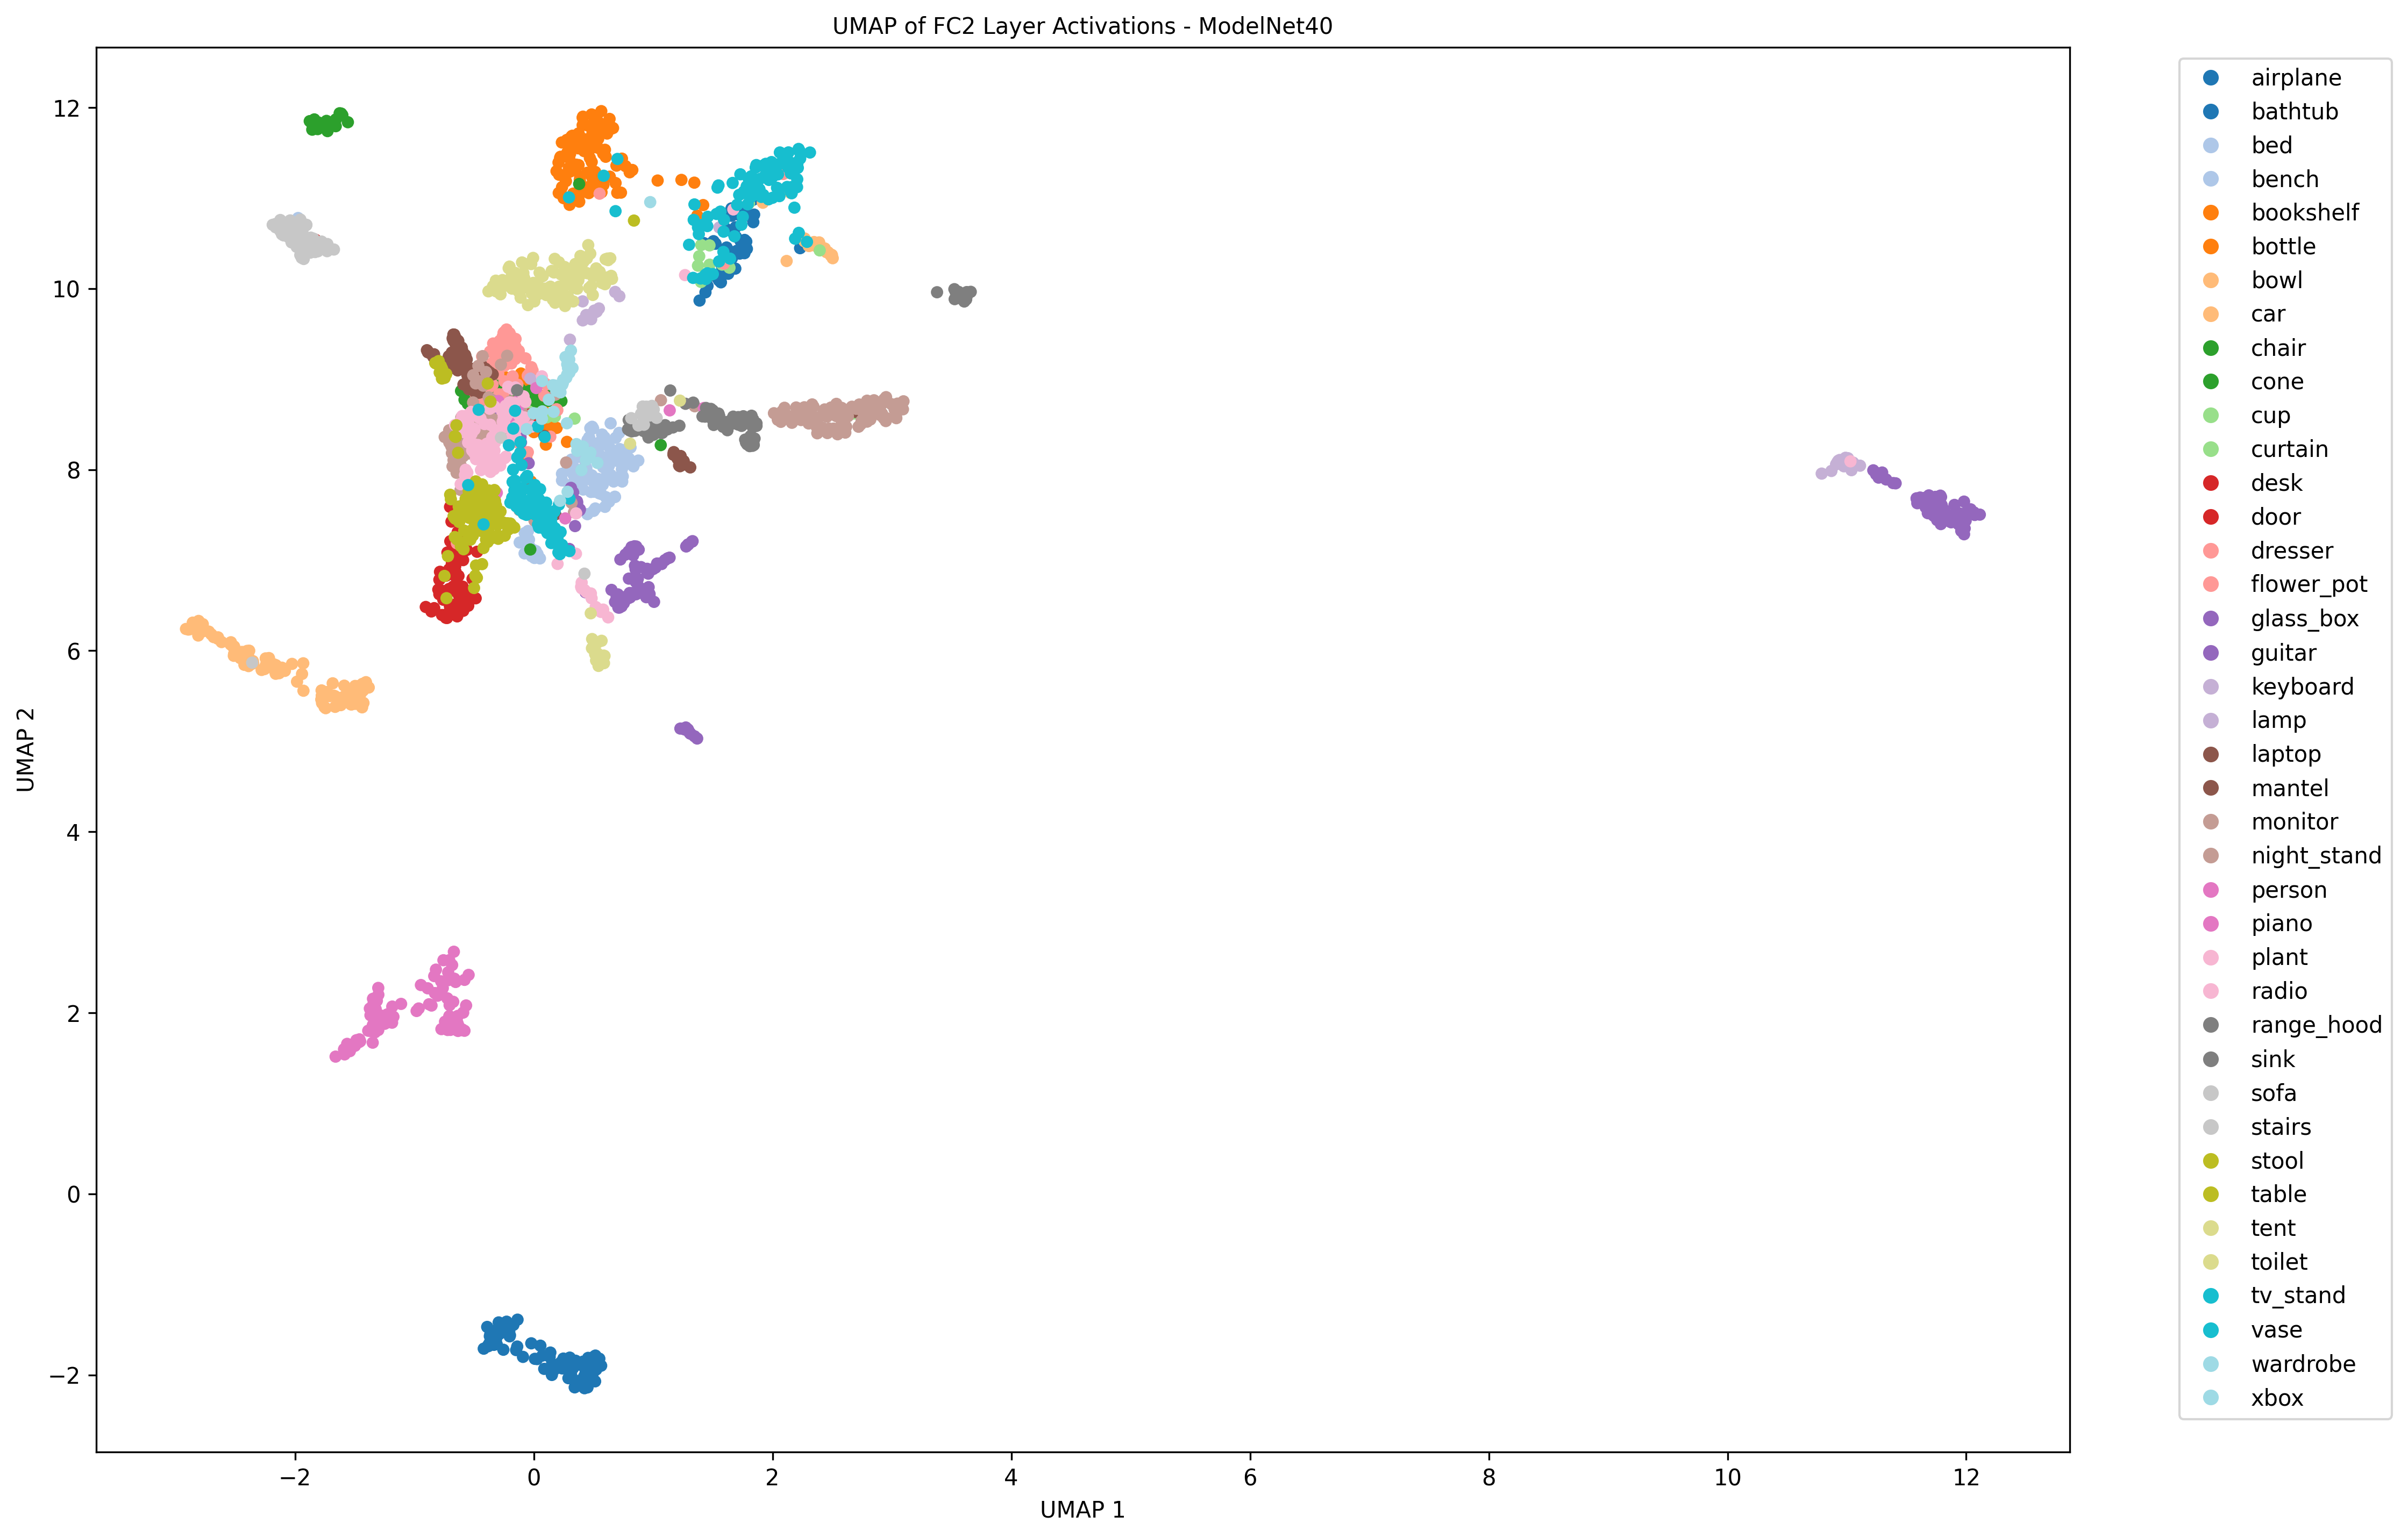 UMAP of FC2 Layer Activations - ModelNet40
12
10
8
6
4
2
0
−2
UMAP 2
−2
0
2
4
6
8
10
12
UMAP 1
airplane
bathtub
bed
bench
bookshelf
bottle
bowl
car
chair
cone
cup
curtain
desk
door
dresser
flower_pot
glass_box
guitar
keyboard
lamp
laptop
mantel
monitor
night_stand
person
piano
plant
radio
range_hood
sink
sofa
stairs
stool
table
tent
toilet
tv_stand
vase
wardrobe
xbox